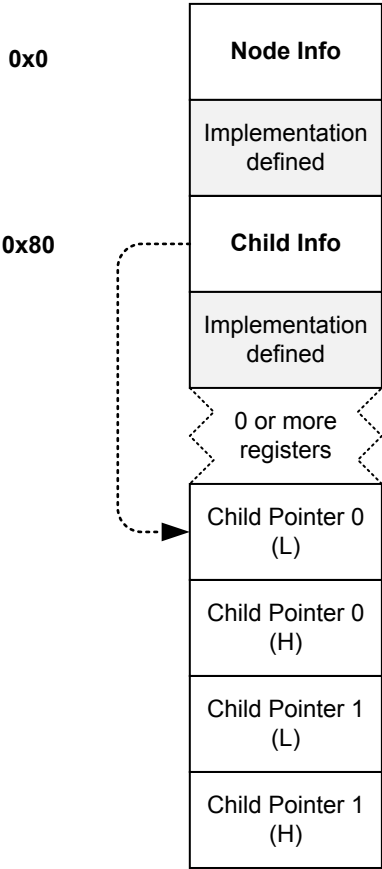 0x0
Node Info
Implementation
defined
0x80
Child Info
Implementation
defined
0 or more
registers
Child Pointer 0
(L)
Child Pointer 0
(H)
Child Pointer 1
(L)
Child Pointer 1
(H)